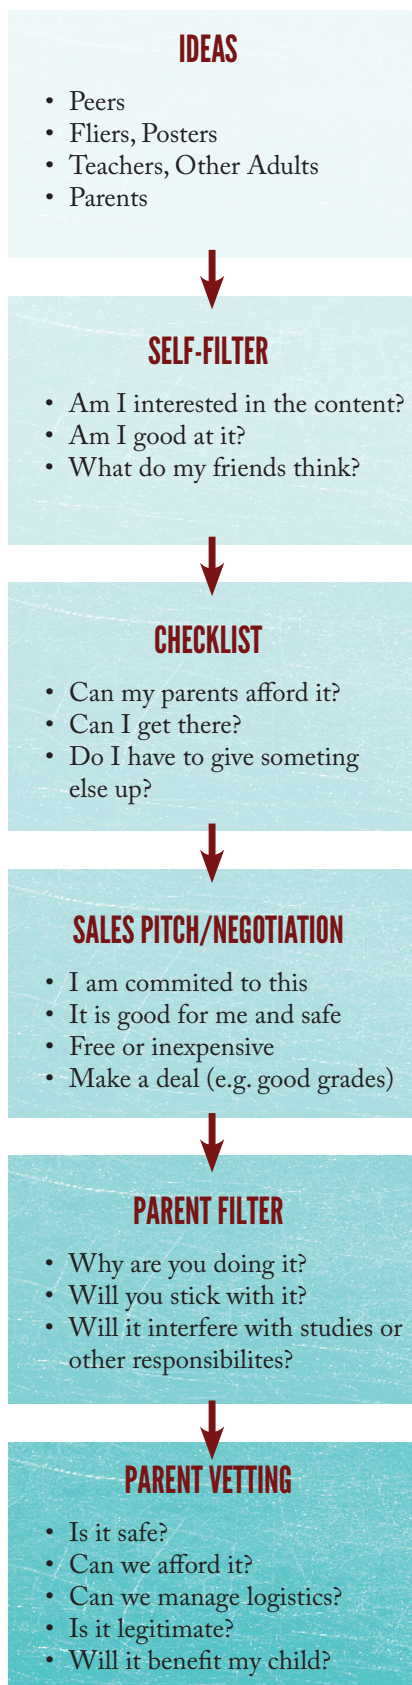 IDEAS
• Peers
• Fliers, Posters
• Teachers, Other Adults
• Parents
SELF-FILTER
• Am I interested in the content?
• Am I good at it?
• What do my friends think?
CHECKLIST
• Can my parents afford it?
• Can I get there?
• Do I have to give someting
else up?
SALES PITCH/NEGOTIATION
• I am commited to this
• It is good for me and safe
• Free or inexpensive
• Make a deal (e.g. good grades)
PARENT FILTER
• Why are you doing it?
• Will you stick with it?
• Will it interfere with studies or
other responsibilites?
PARENT VETTING
• Is it safe?
• Can we afford it?
• Can we manage logistics?
• Is it legitimate?
• Will it benefit my child?